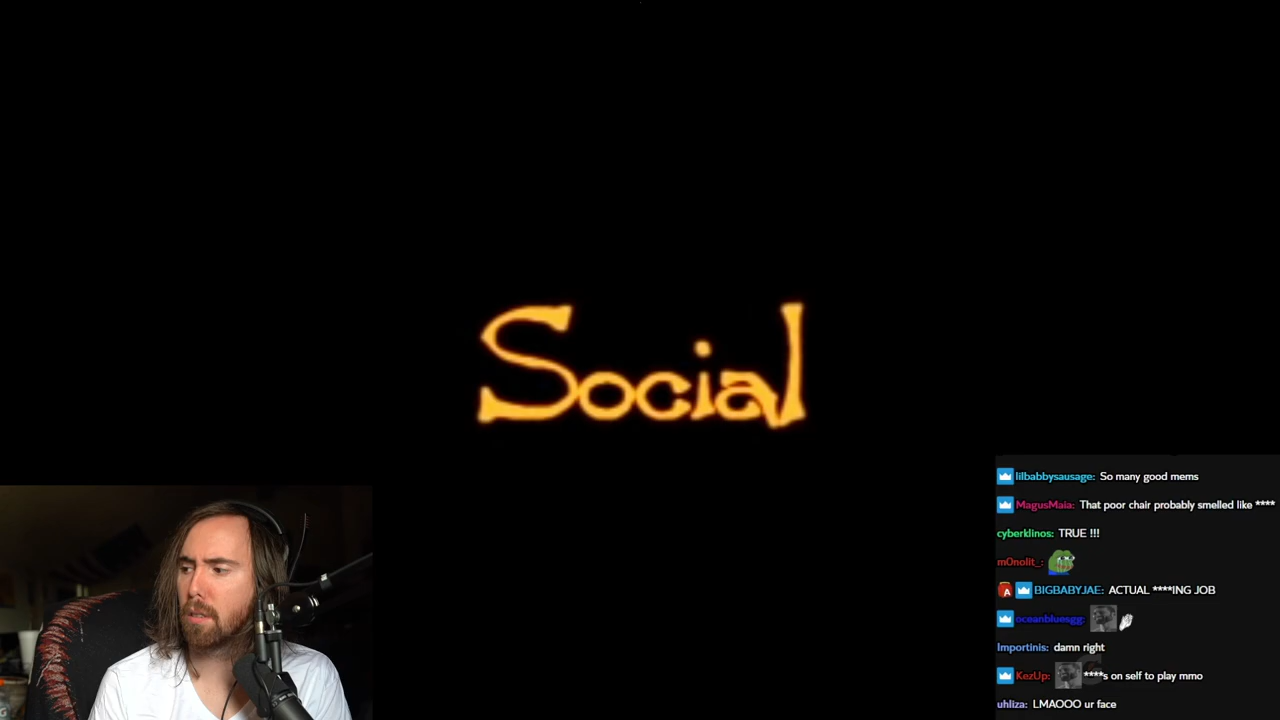 Social
lilbabbysausage: So many good mems
MagusMaia: That poor chair probably smelled like ****
cyberklinos: TRUE !!!
m0nolit_:
A BIGBABYJAE: ACTUAL ****ING JOB
oceanbluesgg:
Importinis: damn right
KezUp: ****s on self to play mmo
uhliza: LMAOOO ur face